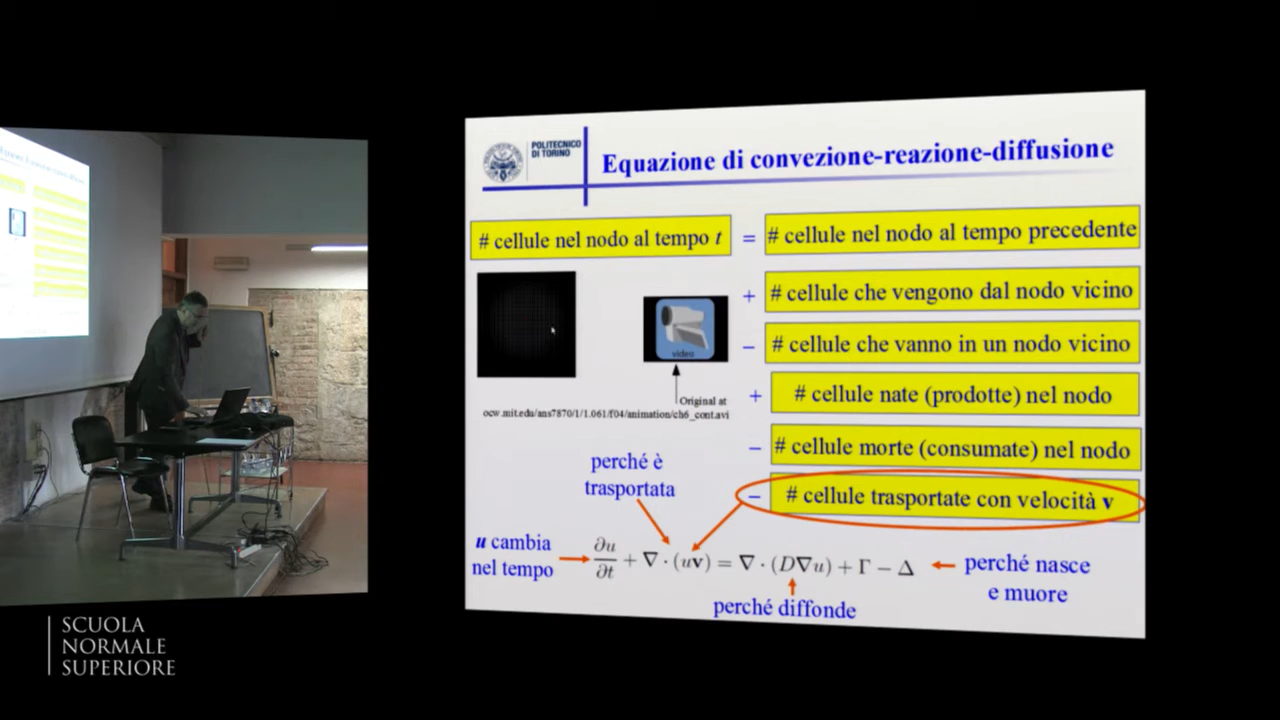 POLITECNICO
DI TORINO
Equazione di convezione-reazione-diffusione
# cellule nel nodo al tempo t = # cellule nel nodo al tempo precedente
+ # cellule che vengono dal nodo vicino
− # cellule che vanno in un nodo vicino
+ # cellule nate (prodotte) nel nodo
− # cellule morte (consumate) nel nodo
− # cellule trasportate con velocità v
video
Original at
ocw.mit.edu/ans7870/1/1.061/f04/animation/ch6_cont.avi
perché è
trasportata
u cambia
nel tempo
∂u/∂t + ∇ · (uv) = ∇ · (D∇u) + Γ − Δ
perché nasce
e muore
perché diffonde
SCUOLA
NORMALE
SUPERIORE